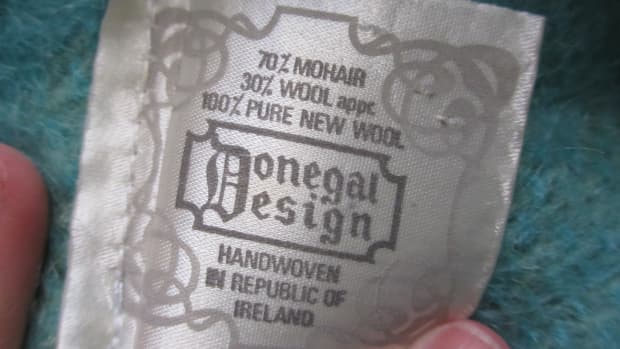 70% MOHAIR
30% WOOL appx
100% PURE NEW WOOL
Donegal
Design
HANDWOVEN
IN REPUBLIC OF
IRELAND